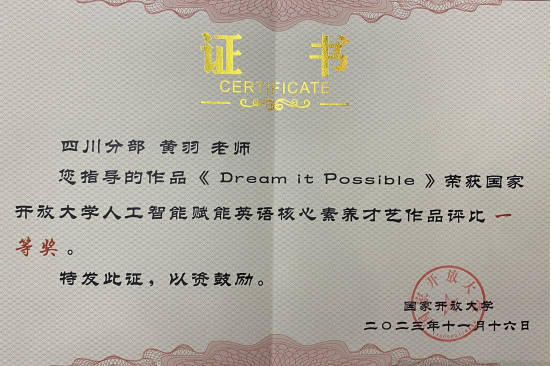 证 书
CERTIFICATE
四川分部 黄羽 老师
您指导的作品《 Dream it Possible 》荣获国家
开放大学人工智能赋能英语核心素养才艺作品评比 一
等奖。
特发此证，以资鼓励。
国家开放大学
二〇二三年十一月十六日